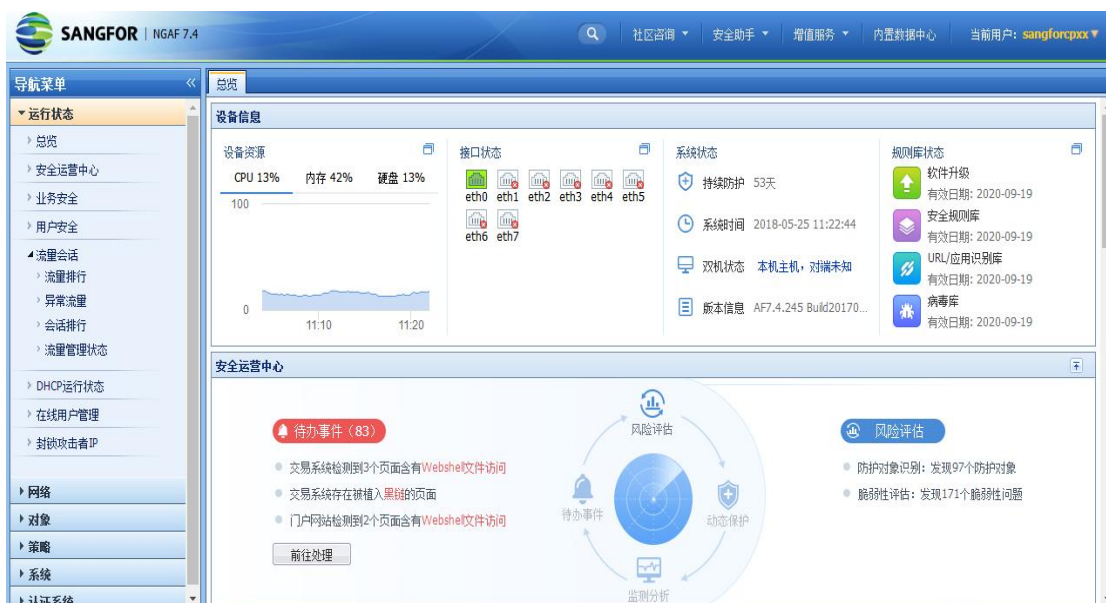 SANGFOR | NGAF 7.4
社区咨询 安全助手 增值服务 内置数据中心 当前用户: sangforcpxx
导航菜单
运行状态
总览
安全运营中心
业务安全
用户安全
流量会话
流量排行
异常流量
会话排行
流量管理状态
DHCP运行状态
在线用户管理
封锁攻击者IP
网络
对象
策略
系统
认证系统
总览
设备信息
设备资源
CPU 13% 内存 42% 硬盘 13%
100
0
11:10 11:20
接口状态
eth0 eth1 eth2 eth3 eth4 eth5
eth6 eth7
系统状态
持续防护 53天
系统时间 2018-05-25 11:22:44
双机状态 本机主机，对端未知
版本信息 AF7.4.245 Build20170...
规则库状态
软件升级
有效日期: 2020-09-19
安全规则库
有效日期: 2020-09-19
URL/应用识别库
有效日期: 2020-09-19
病毒库
有效日期: 2020-09-19
安全运营中心
待办事件（83）
交易系统检测到3个页面含有Webshell文件访问
交易系统存在被植入黑链的页面
门户网站检测到2个页面含有Webshell文件访问
前往处理
风险评估
待办事件
动态保护
监测分析
风险评估
防护对象识别: 发现97个防护对象
脆弱性评估: 发现171个脆弱性问题